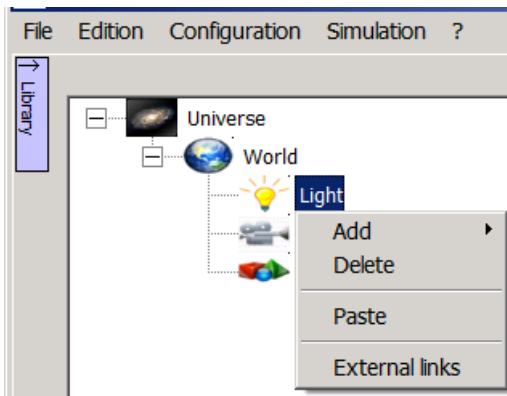 File Edition Configuration Simulation ?
↑ Library
Universe
World
Light
Add
Delete
Paste
External links